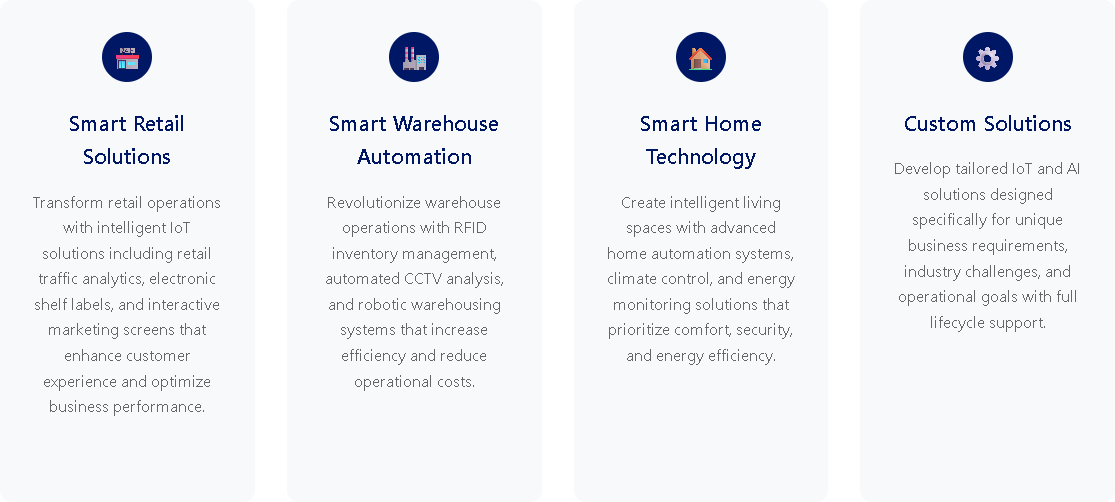 Smart Retail
Solutions
Transform retail operations
with intelligent IoT
solutions including retail
traffic analytics, electronic
shelf labels, and interactive
marketing screens that
enhance customer
experience and optimize
business performance.
Smart Warehouse
Automation
Revolutionize warehouse
operations with RFID
inventory management,
automated CCTV analysis,
and robotic warehousing
systems that increase
efficiency and reduce
operational costs.
Smart Home
Technology
Create intelligent living
spaces with advanced
home automation systems,
climate control, and energy
monitoring solutions that
prioritize comfort, security,
and energy efficiency.
Custom Solutions
Develop tailored IoT and AI
solutions designed
specifically for unique
business requirements,
industry challenges, and
operational goals with full
lifecycle support.